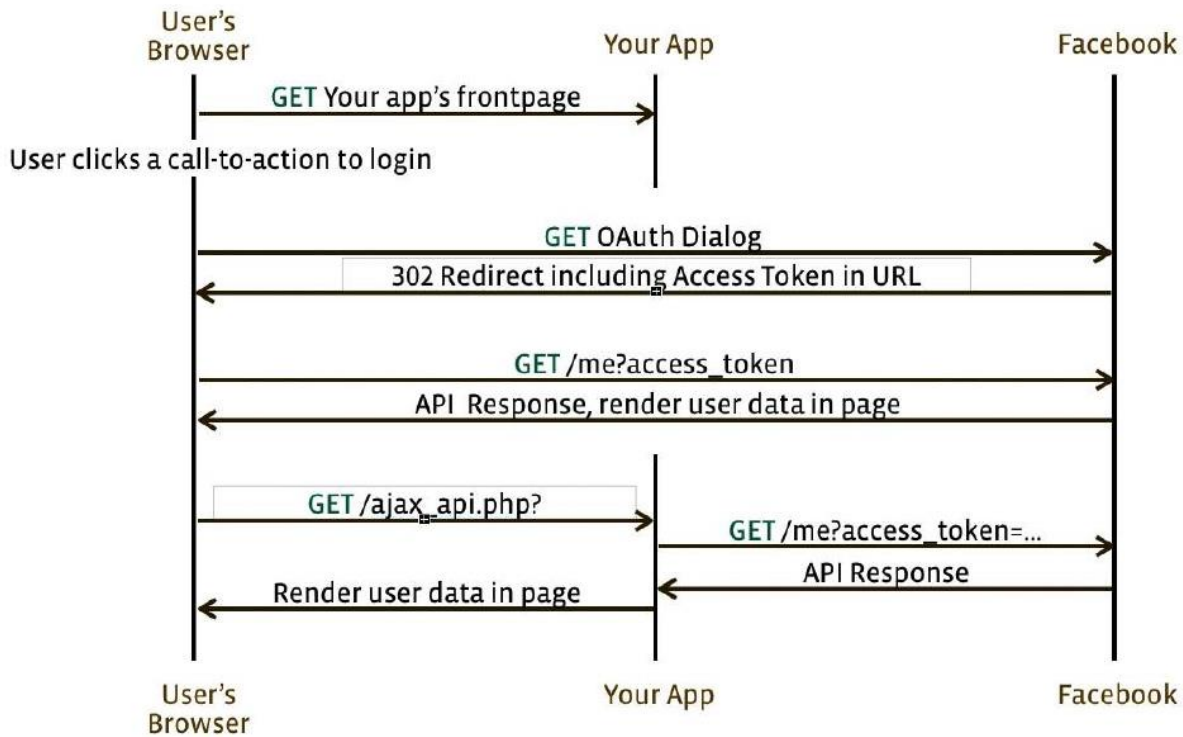 User's
Browser
Your App
Facebook
GET Your app's frontpage
User clicks a call-to-action to login
GET OAuth Dialog
302 Redirect including Access Token in URL
GET /me?access_token
API Response, render user data in page
GET /ajax_api.php?
GET /me?access_token=...
API Response
Render user data in page
User's
Browser
Your App
Facebook